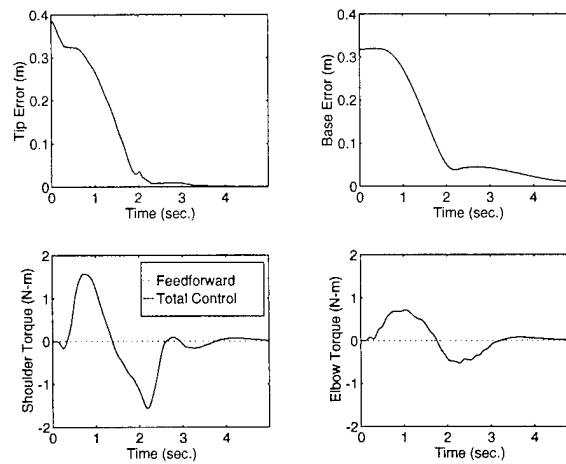 0.4
0.3
0.2
0.1
0
Tip Error (m)
0 1 2 3 4
Time (sec.)
0.4
0.3
0.2
0.1
0
Base Error (m)
0 1 2 3 4
Time (sec.)
2
1
0
-1
-2
Shoulder Torque (N-m)
Feedforward
Total Control
0 1 2 3 4
Time (sec.)
2
1
0
-1
-2
Elbow Torque (N-m)
0 1 2 3 4
Time (sec.)